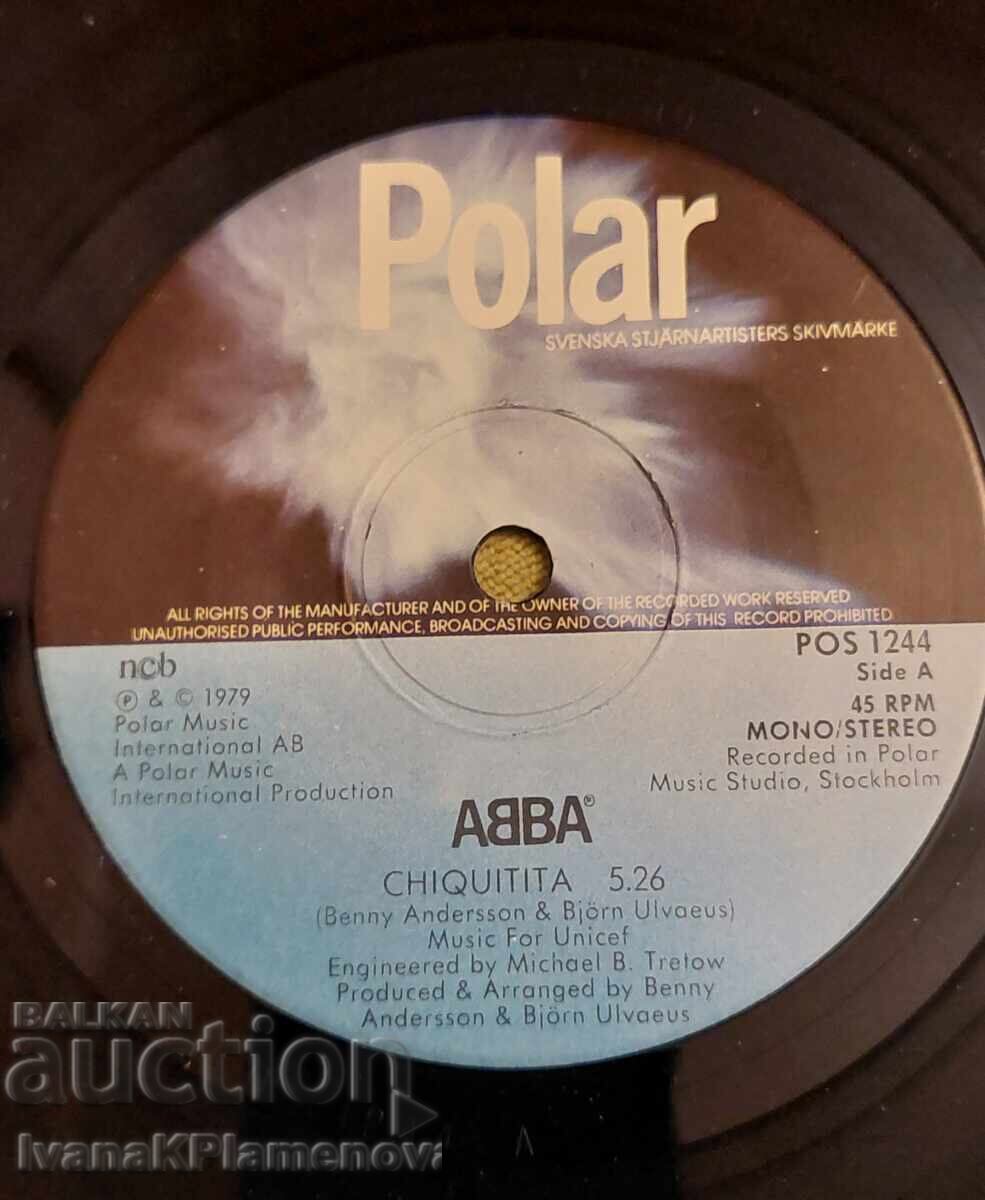 Polar
SVENSKA STJÄRNARTISTERS SKIVMÄRKE
ALL RIGHTS OF THE MANUFACTURER AND OF THE OWNER OF THE RECORDED WORK RESERVED
UNAUTHORISED PUBLIC PERFORMANCE, BROADCASTING AND COPYING OF THIS RECORD PROHIBITED
ncb
℗ & © 1979
Polar Music
International AB
A Polar Music
International Production
POS 1244
Side A
45 RPM
MONO/STEREO
Recorded in Polar
Music Studio, Stockholm
ABBA®
CHIQUITITA 5.26
(Benny Andersson & Björn Ulvaeus)
Music For Unicef
Engineered by Michael B. Tretow
Produced & Arranged by Benny
Andersson & Björn Ulvaeus
BALKAN
auction
IvanaKPlamenova